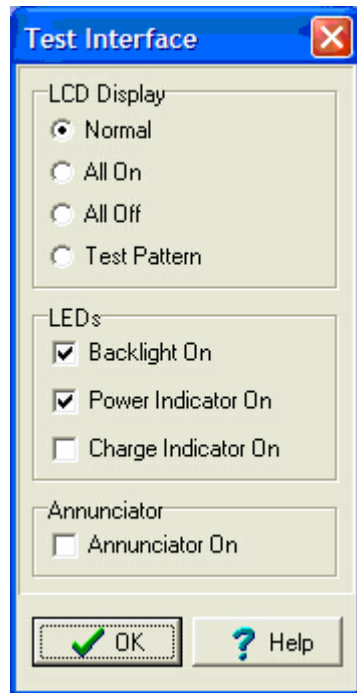 Test Interface
LCD Display
Normal
All On
All Off
Test Pattern
LEDs
Backlight On
Power Indicator On
Charge Indicator On
Annunciator
Annunciator On
OK
Help